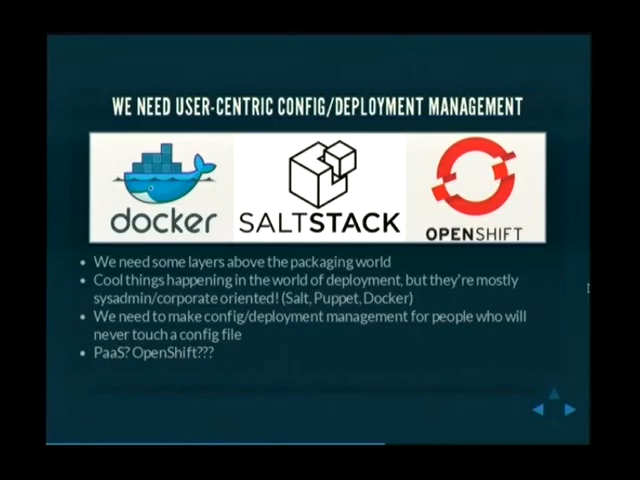 WE NEED USER-CENTRIC CONFIG/DEPLOYMENT MANAGEMENT
docker
SALTSTACK
OPENSHIFT
• We need some layers above the packaging world
• Cool things happening in the world of deployment, but they're mostly
sysadmin/corporate oriented! (Salt, Puppet, Docker)
• We need to make config/deployment management for people who will
never touch a config file
• PaaS? OpenShift???